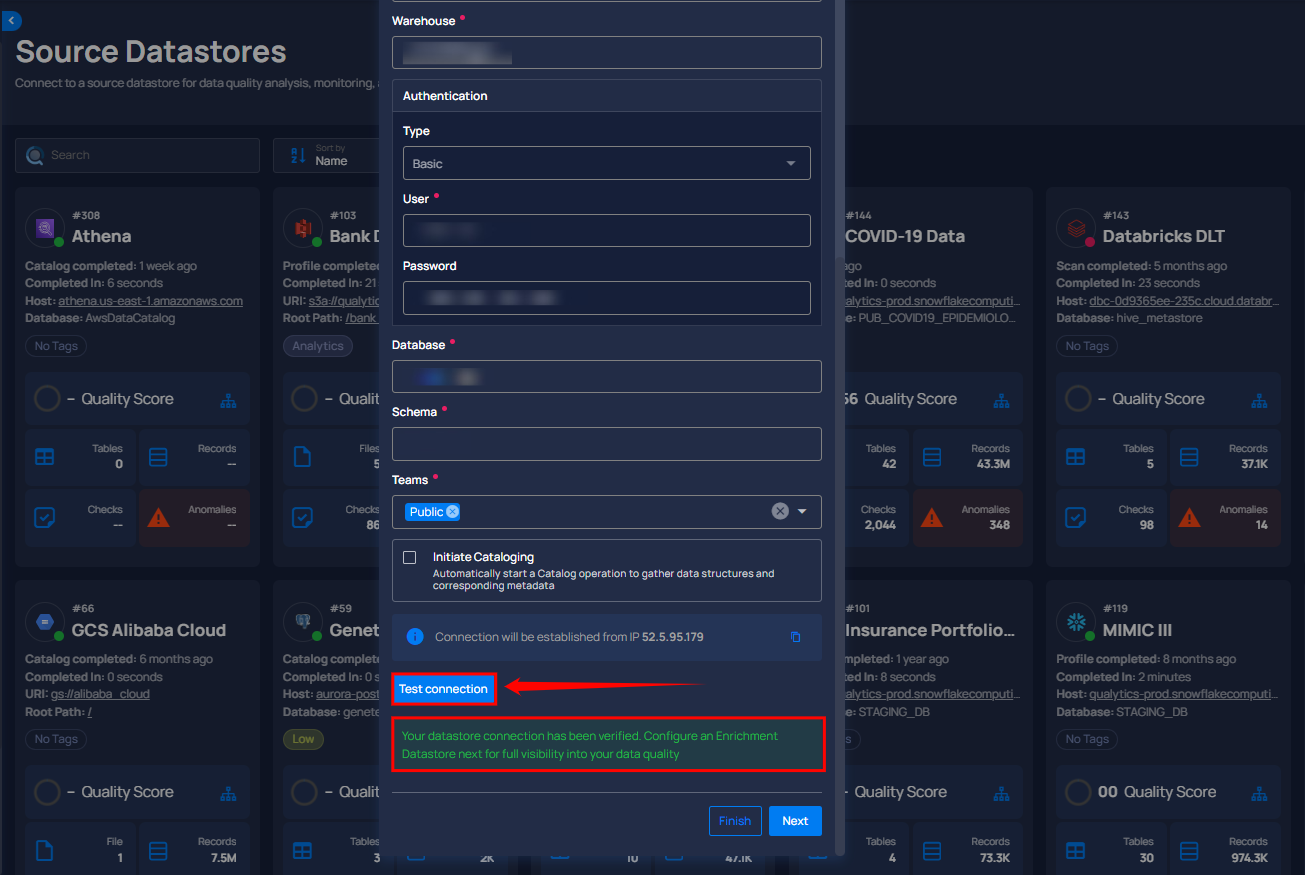 Source Datastores
Connect to a source datastore for data quality analysis, monitoring,
Search
Sort by
Name
#308
Athena
Catalog completed: 1 week ago
Completed In: 6 seconds
Host: athena.us-east-1.amazonaws.com
Database: AwsDataCatalog
No Tags
– Quality Score
Tables
0
Records
--
Checks
--
Anomalies
--
#103
Bank D
Profile completed
Completed In: 21
URI: s3a://qualytic
Root Path: /bank
Analytics
– Quali
Files
5
Checks
86
Warehouse
Authentication
Type
Basic
User
Password
Database
Schema
Teams
Public
Initiate Cataloging
Automatically start a Catalog operation to gather data structures and
corresponding metadata
Connection will be established from IP 52.5.95.179
Test connection
Your datastore connection has been verified. Configure an Enrichment
Datastore next for full visibility into your data quality
Finish
Next
#144
COVID-19 Data
ago
In: 0 seconds
alytics-prod.snowflakecomputi...
e: PUB_COVID19_EPIDEMIOLO...
56 Quality Score
Tables
42
Records
43.3M
Checks
2,044
Anomalies
348
#143
Databricks DLT
Scan completed: 5 months ago
Completed In: 23 seconds
Host: dbc-0d9365ee-235c.cloud.databr...
Database: hive_metastore
No Tags
– Quality Score
Tables
5
Records
37.1K
Checks
98
Anomalies
14
#66
GCS Alibaba Cloud
Catalog completed: 6 months ago
Completed In: 0 seconds
URI: gs://alibaba_cloud
Root Path: /
No Tags
– Quality Score
File
1
Records
7.5M
#59
Genet
Catalog complete
Completed In: 0 s
Host: aurora-post
Database: genete
Low
– Quali
Tables
3
2K
10
47.1K
#101
Insurance Portfolio...
mpleted: 1 year ago
In: 8 seconds
alytics-prod.snowflakecomputi...
e: STAGING_DB
s
– Quality Score
Tables
4
Records
73.3K
#119
MIMIC III
Profile completed: 8 months ago
Completed In: 2 minutes
Host: qualytics-prod.snowflakecomputi...
Database: STAGING_DB
No Tags
00 Quality Score
Tables
30
Records
974.3K